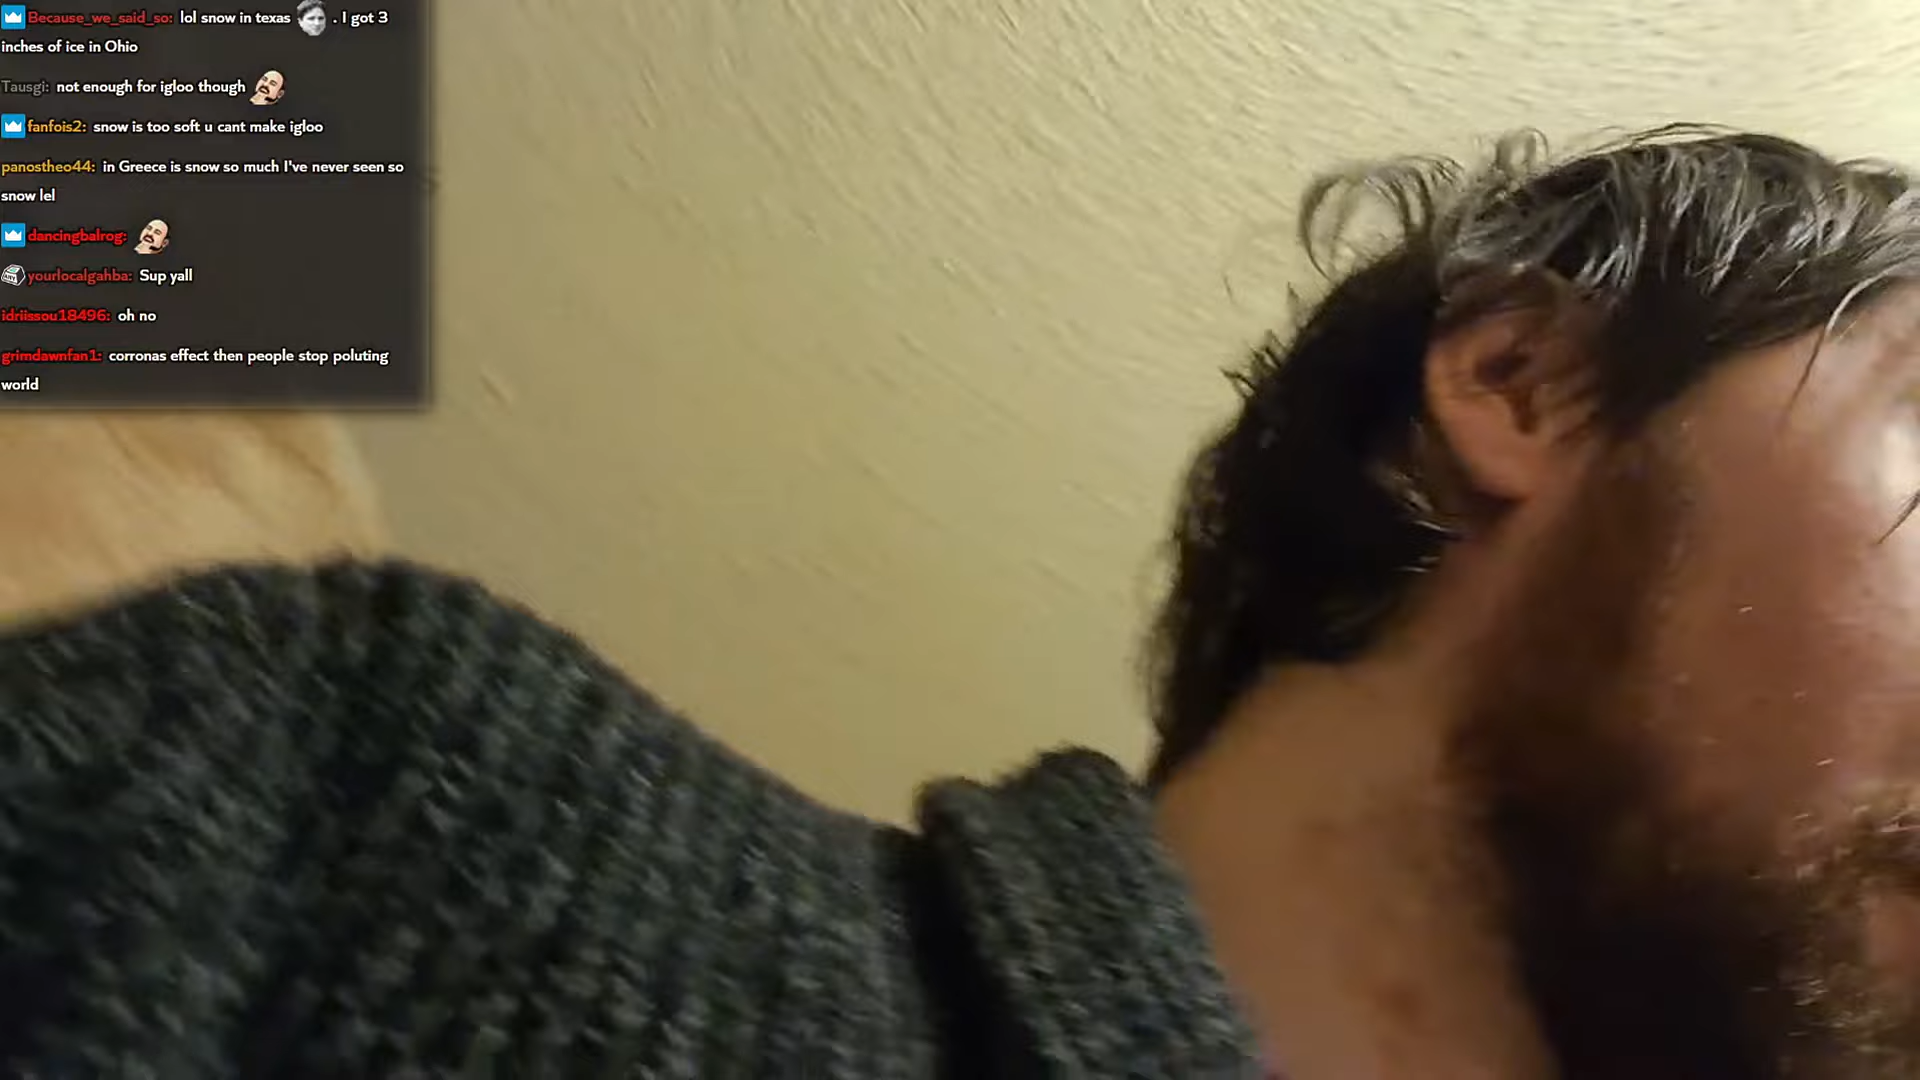 Because_we_said_so: lol snow in texas . I got 3
inches of ice in Ohio
Tausgi: not enough for igloo though
fanfois2: snow is too soft u cant make igloo
panostheo44: in Greece is snow so much I've never seen so
snow lel
dancingbalrog:
yourlocalgahba: Sup yall
idriissou18496: oh no
grimdawnfan1: corronas effect then people stop poluting
world